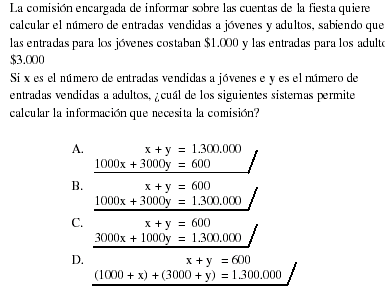 La comisión encargada de informar sobre las cuentas de la fiesta quiere
calcular el número de entradas vendidas a jóvenes y adultos, sabiendo que
las entradas para los jóvenes costaban $1.000 y las entradas para los adulto
$3.000
Si x es el número de entradas vendidas a jóvenes e y es el número de
entradas vendidas a adultos, ¿cuál de los siguientes sistemas permite
calcular la información que necesita la comisión?
A. x + y = 1.300.000
1000x + 3000y = 600
B. x + y = 600
1000x + 3000y = 1.300.000
C. x + y = 600
3000x + 1000y = 1.300.000
D. x + y = 600
(1000 + x) + (3000 + y) = 1.300.000